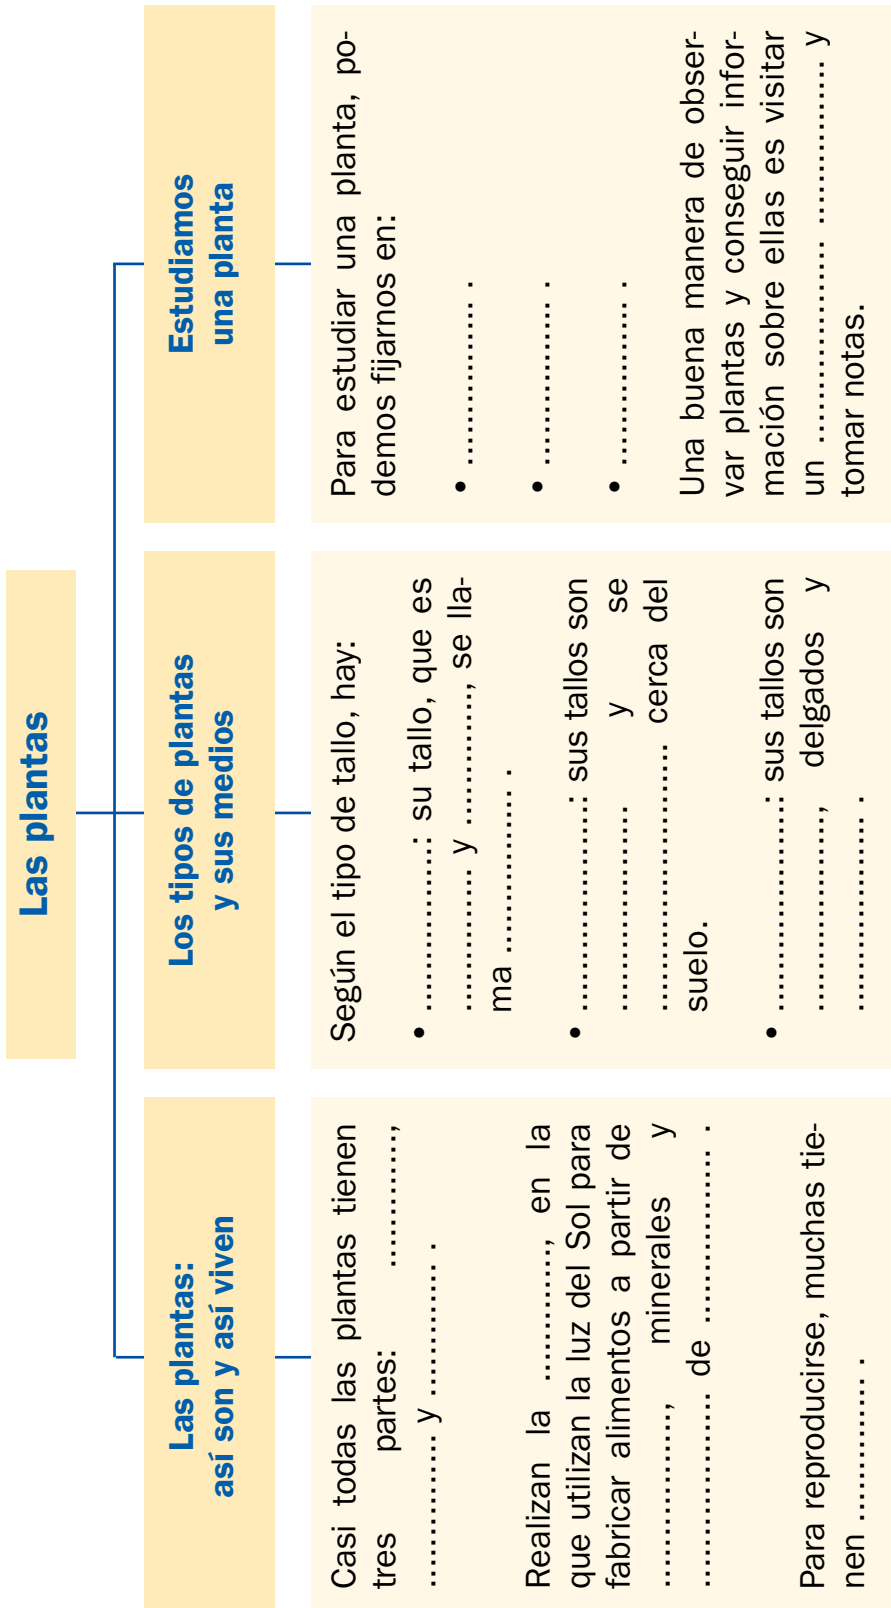 Las plantas
Las plantas:
así son y así viven
Casi todas las plantas tienen
tres partes: ...............,
..................... y ..................... .
Realizan la ..............., en la
que utilizan la luz del Sol para
fabricar alimentos a partir de
....................., minerales y
..................... de ..................... .
Para reproducirse, muchas tie-
nen ..................... .
Los tipos de plantas
y sus medios
Según el tipo de tallo, hay:
• .....................: su tallo, que es
..................... y ..............., se lla-
ma ..................... .
• .....................: sus tallos son
..................... y se
........................... cerca del
suelo.
• .....................: sus tallos son
....................., delgados y
..................... .
Estudiamos
una planta
Para estudiar una planta, po-
demos fijarnos en:
• ..................... .
• ..................... .
• ..................... .
Una buena manera de obser-
var plantas y conseguir infor-
mación sobre ellas es visitar
un ..................... ..................... y
tomar notas.